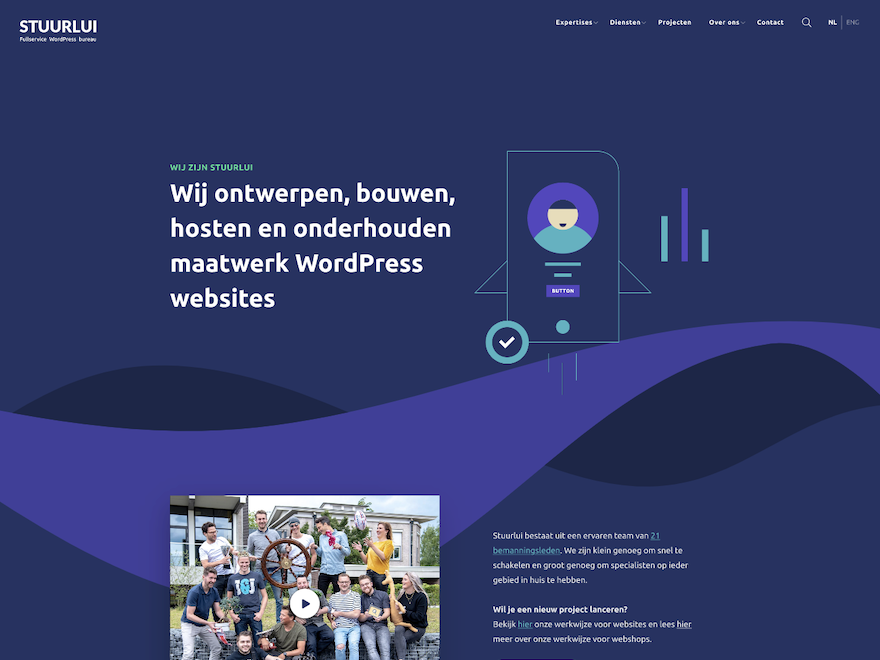 STUURLUI
Fullservice WordPress bureau
Expertises Diensten Projecten Over ons Contact NL ENG
WIJ ZIJN STUURLUI
Wij ontwerpen, bouwen,
hosten en onderhouden
maatwerk WordPress
websites
BUTTON
Stuurlui bestaat uit een ervaren team van 21
bemanningsleden. We zijn klein genoeg om snel te
schakelen en groot genoeg om specialisten op ieder
gebied in huis te hebben.
Wil je een nieuw project lanceren?
Bekijk hier onze werkwijze voor websites en lees hier
meer over onze werkwijze voor webshops.